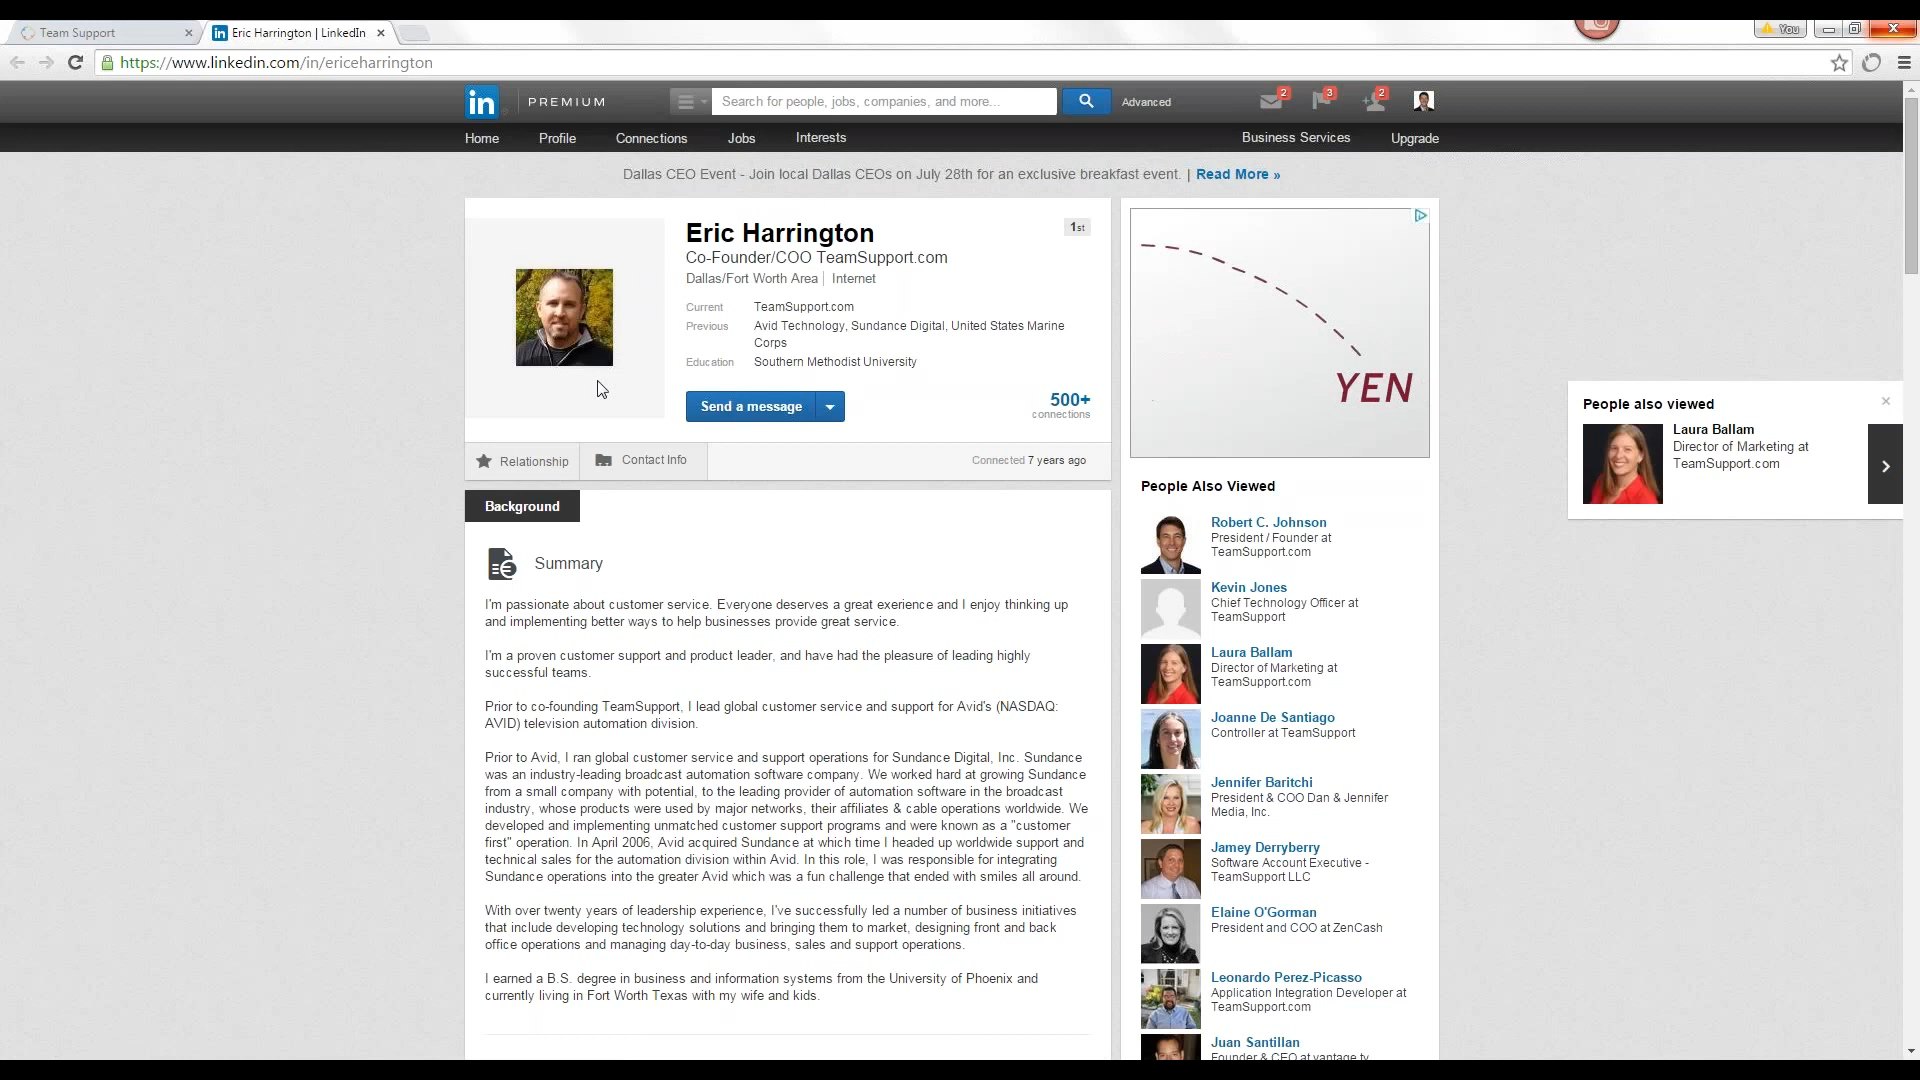 Team Support
Eric Harrington | LinkedIn
You
https://www.linkedin.com/in/ericeharrington
in PREMIUM
Search for people, jobs, companies, and more...
Advanced
2
3
2
Home Profile Connections Jobs Interests
Business Services Upgrade
Dallas CEO Event - Join local Dallas CEOs on July 28th for an exclusive breakfast event. | Read More »
Eric Harrington
1st
Co-Founder/COO TeamSupport.com
Dallas/Fort Worth Area | Internet
Current TeamSupport.com
Previous Avid Technology, Sundance Digital, United States Marine
Corps
Education Southern Methodist University
Send a message
500+
connections
Relationship
Contact Info
Connected 7 years ago
Background
Summary
I'm passionate about customer service. Everyone deserves a great exerience and I enjoy thinking up
and implementing better ways to help businesses provide great service.
I'm a proven customer support and product leader, and have had the pleasure of leading highly
successful teams.
Prior to co-founding TeamSupport, I lead global customer service and support for Avid's (NASDAQ:
AVID) television automation division.
Prior to Avid, I ran global customer service and support operations for Sundance Digital, Inc. Sundance
was an industry-leading broadcast automation software company. We worked hard at growing Sundance
from a small company with potential, to the leading provider of automation software in the broadcast
industry, whose products were used by major networks, their affiliates & cable operations worldwide. We
developed and implementing unmatched customer support programs and were known as a "customer
first" operation. In April 2006, Avid acquired Sundance at which time I headed up worldwide support and
technical sales for the automation division within Avid. In this role, I was responsible for integrating
Sundance operations into the greater Avid which was a fun challenge that ended with smiles all around.
With over twenty years of leadership experience, I've successfully led a number of business initiatives
that include developing technology solutions and bringing them to market, designing front and back
office operations and managing day-to-day business, sales and support operations.
I earned a B.S. degree in business and information systems from the University of Phoenix and
currently living in Fort Worth Texas with my wife and kids.
YEN
People Also Viewed
Robert C. Johnson
President / Founder at
TeamSupport.com
Kevin Jones
Chief Technology Officer at
TeamSupport
Laura Ballam
Director of Marketing at
TeamSupport.com
Joanne De Santiago
Controller at TeamSupport
Jennifer Baritchi
President & COO Dan & Jennifer
Media, Inc.
Jamey Derryberry
Software Account Executive -
TeamSupport LLC
Elaine O'Gorman
President and COO at ZenCash
Leonardo Perez-Picasso
Application Integration Developer at
TeamSupport.com
Juan Santillan
Founder & CEO at vantage.tv
People also viewed
Laura Ballam
Director of Marketing at
TeamSupport.com